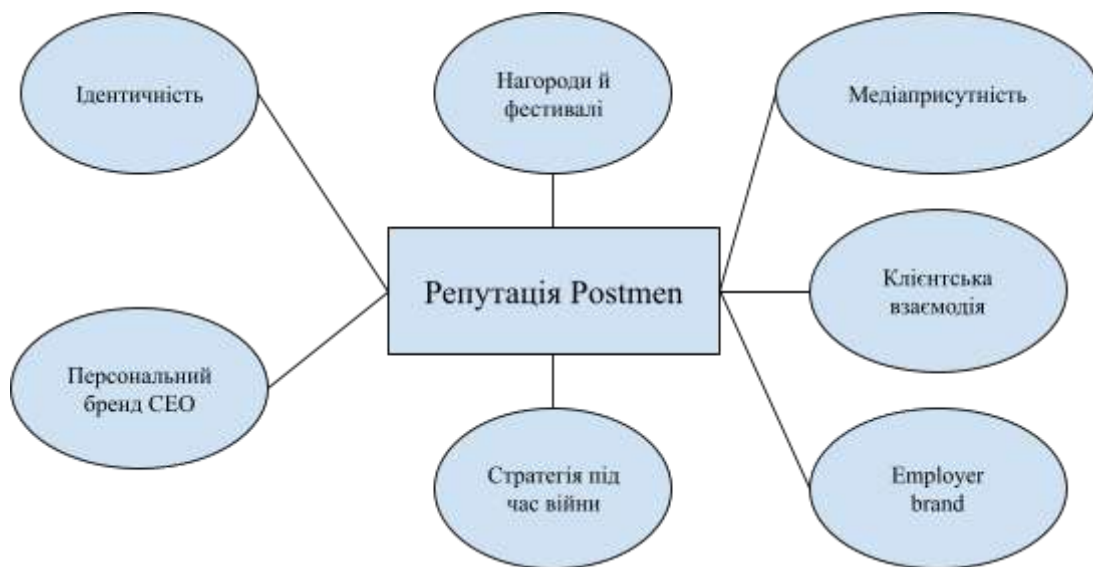 Ідентичність
Нагороди й
фестивалі
Медіаприсутність
Репутація Postmen
Клієнтська
взаємодія
Персональний
бренд CEO
Стратегія під
час війни
Employer
brand